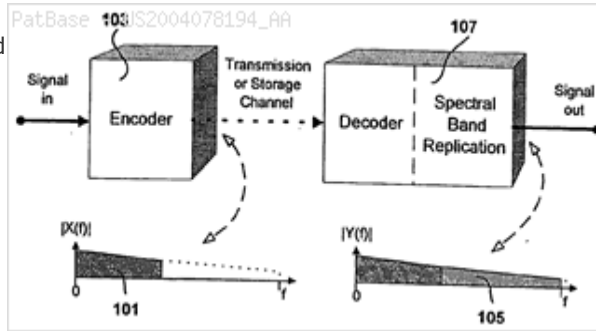 PatBase
US2004078194_AA
d
103
107
Signal
in
Transmission
or Storage
Channel
Encoder
Decoder
Spectral
Band
Replication
Signal
out
|X(f)|
|Y(f)|
0
f
0
f
101
105